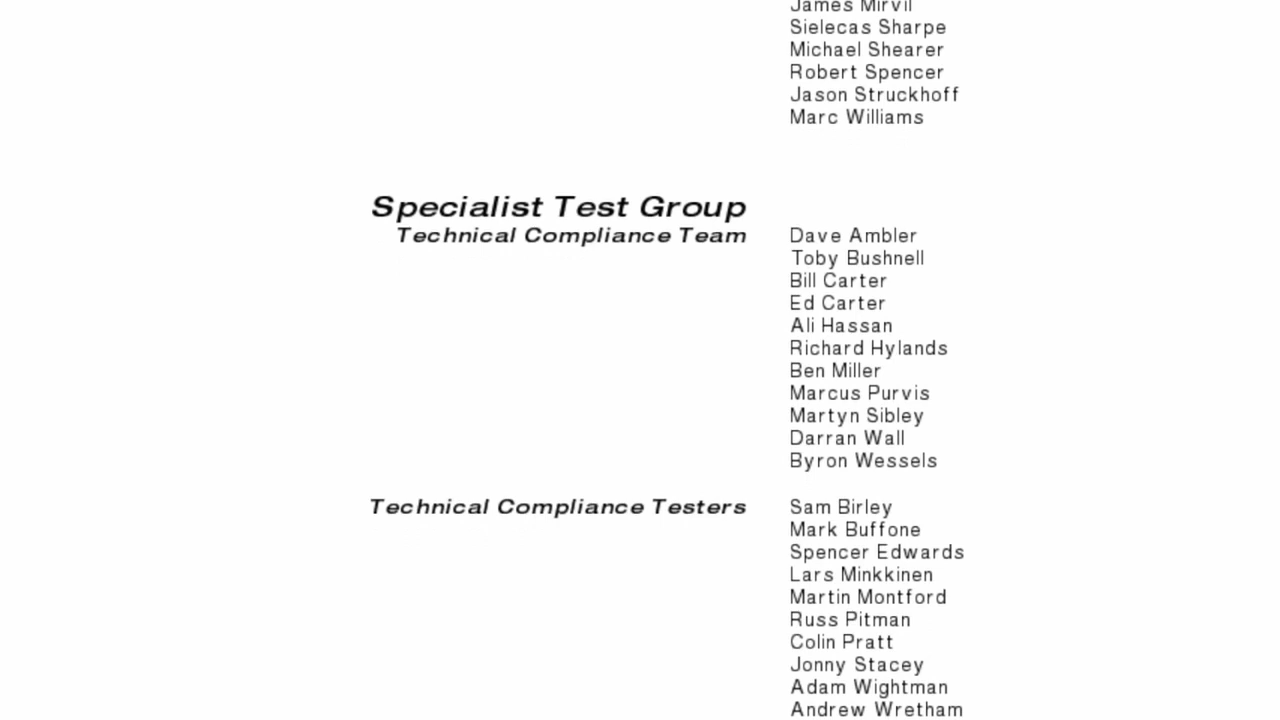 James Mirvil
Sielecas Sharpe
Michael Shearer
Robert Spencer
Jason Struckhoff
Marc Williams
Specialist Test Group
Technical Compliance Team
Dave Ambler
Toby Bushnell
Bill Carter
Ed Carter
Ali Hassan
Richard Hylands
Ben Miller
Marcus Purvis
Martyn Sibley
Darran Wall
Byron Wessels
Technical Compliance Testers
Sam Birley
Mark Buffone
Spencer Edwards
Lars Minkkinen
Martin Montford
Russ Pitman
Colin Pratt
Jonny Stacey
Adam Wightman
Andrew Wretham